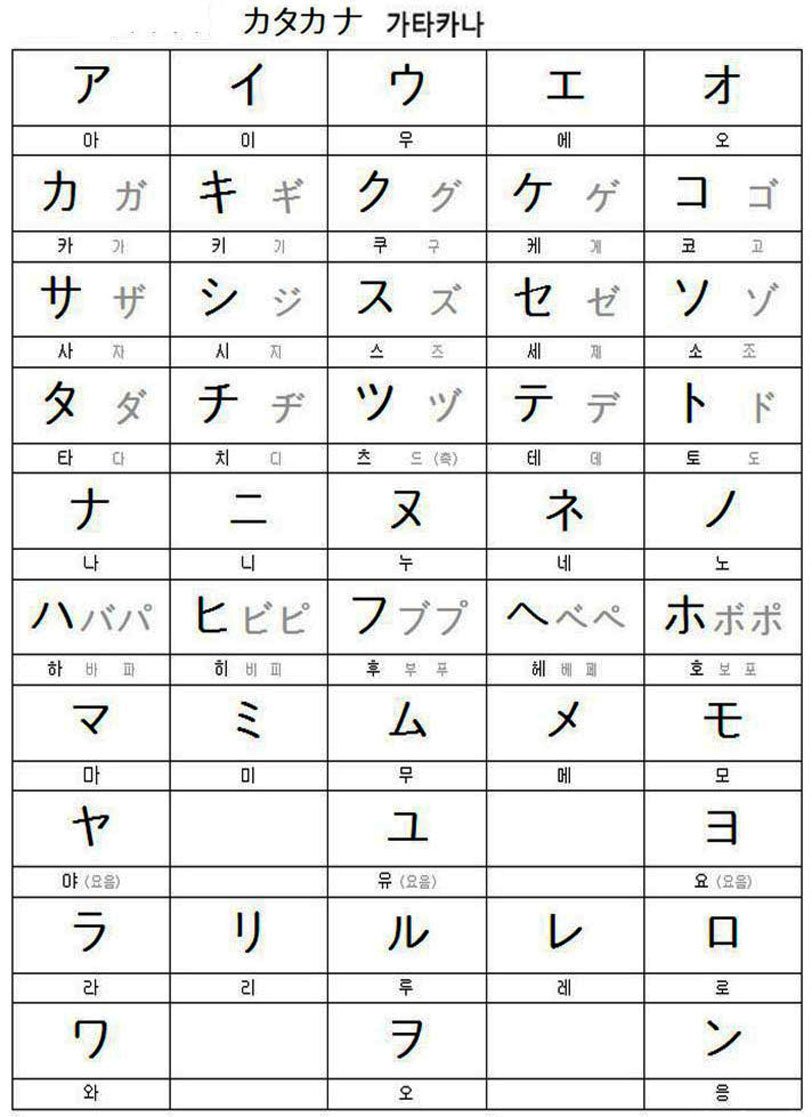 カタカナ 가타카나
ア イ ウ エ オ
아 이 우 에 오
カ ガ キ ギ ク グ ケ ゲ コ ゴ
카 가 키 기 쿠 구 케 게 코 고
サ ザ シ ジ ス ズ セ ゼ ソ ゾ
사 자 시 지 스 즈 세 제 소 조
タ ダ チ ヂ ツ ヅ テ デ ト ド
타 다 치 디 츠 드 (촉) 테 데 토 도
ナ ニ ヌ ネ ノ
나 니 누 네 노
ハ バ パ ヒ ビ ピ フ ブ プ ヘ ベ ペ ホ ボ ポ
하 바 파 히 비 피 후 부 푸 헤 베 페 호 보 포
マ ミ ム メ モ
마 미 무 메 모
ヤ ユ ヨ
야 (요음) 유 (요음) 요 (요음)
ラ リ ル レ ロ
라 리 루 레 로
ワ ヲ ン
와 오 응